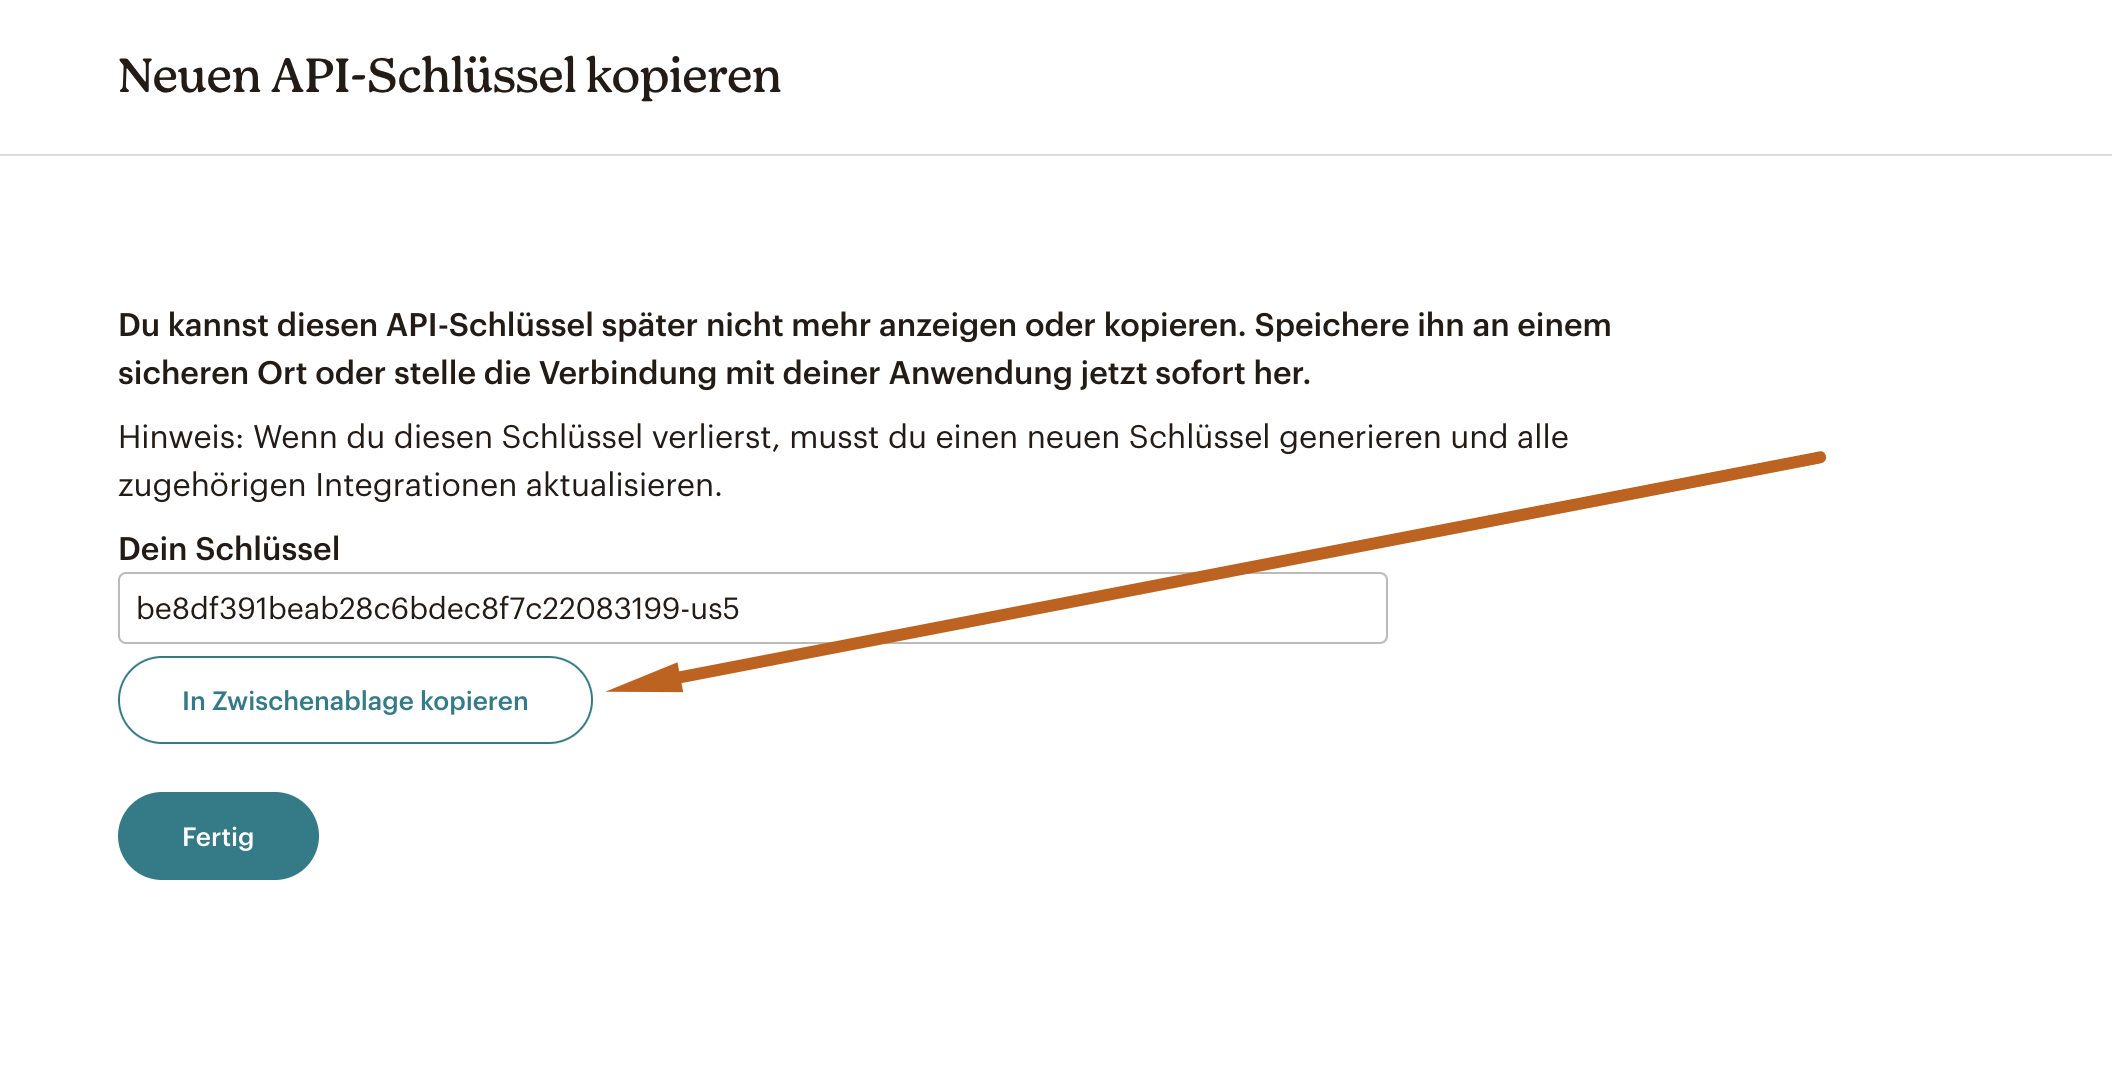 Neuen API-Schlüssel kopieren
Du kannst diesen API-Schlüssel später nicht mehr anzeigen oder kopieren. Speichere ihn an einem
sicheren Ort oder stelle die Verbindung mit deiner Anwendung jetzt sofort her.
Hinweis: Wenn du diesen Schlüssel verlierst, musst du einen neuen Schlüssel generieren und alle
zugehörigen Integrationen aktualisieren.
Dein Schlüssel
be8df391beab28c6bdec8f7c22083199-us5
In Zwischenablage kopieren
Fertig